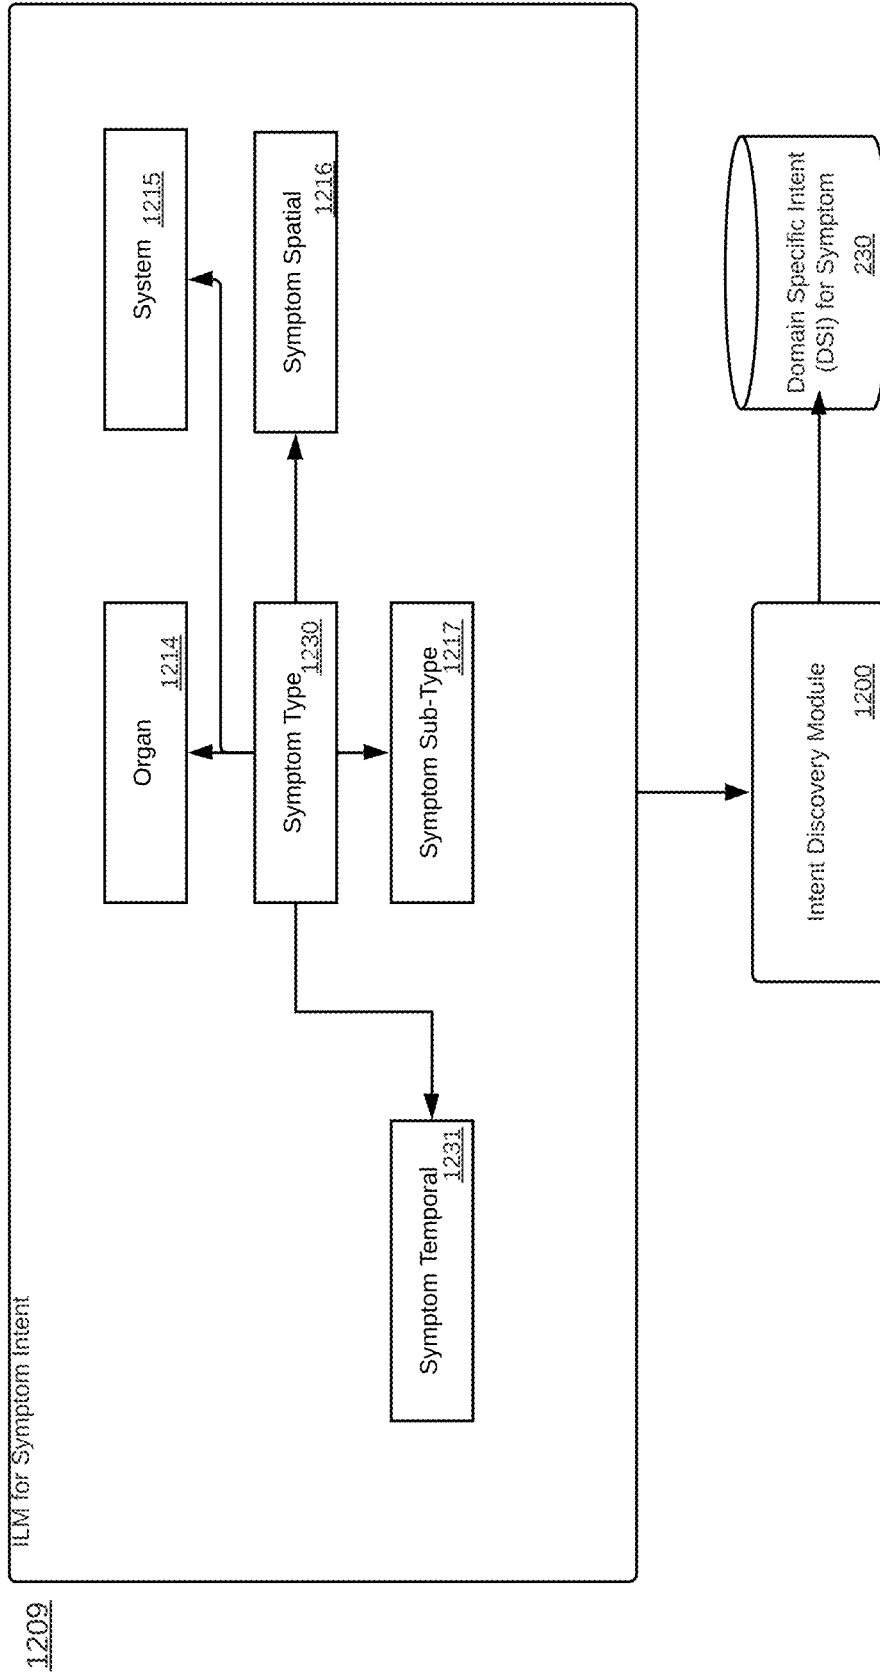 1209
ILM for Symptom Intent
Organ
1214
System
1215
Symptom Type
1230
Symptom Spatial
1216
Symptom Temporal
1231
Symptom Sub-Type
1217
Intent Discovery Module
1200
Domain Specific Intent
(DSI) for Symptom
230